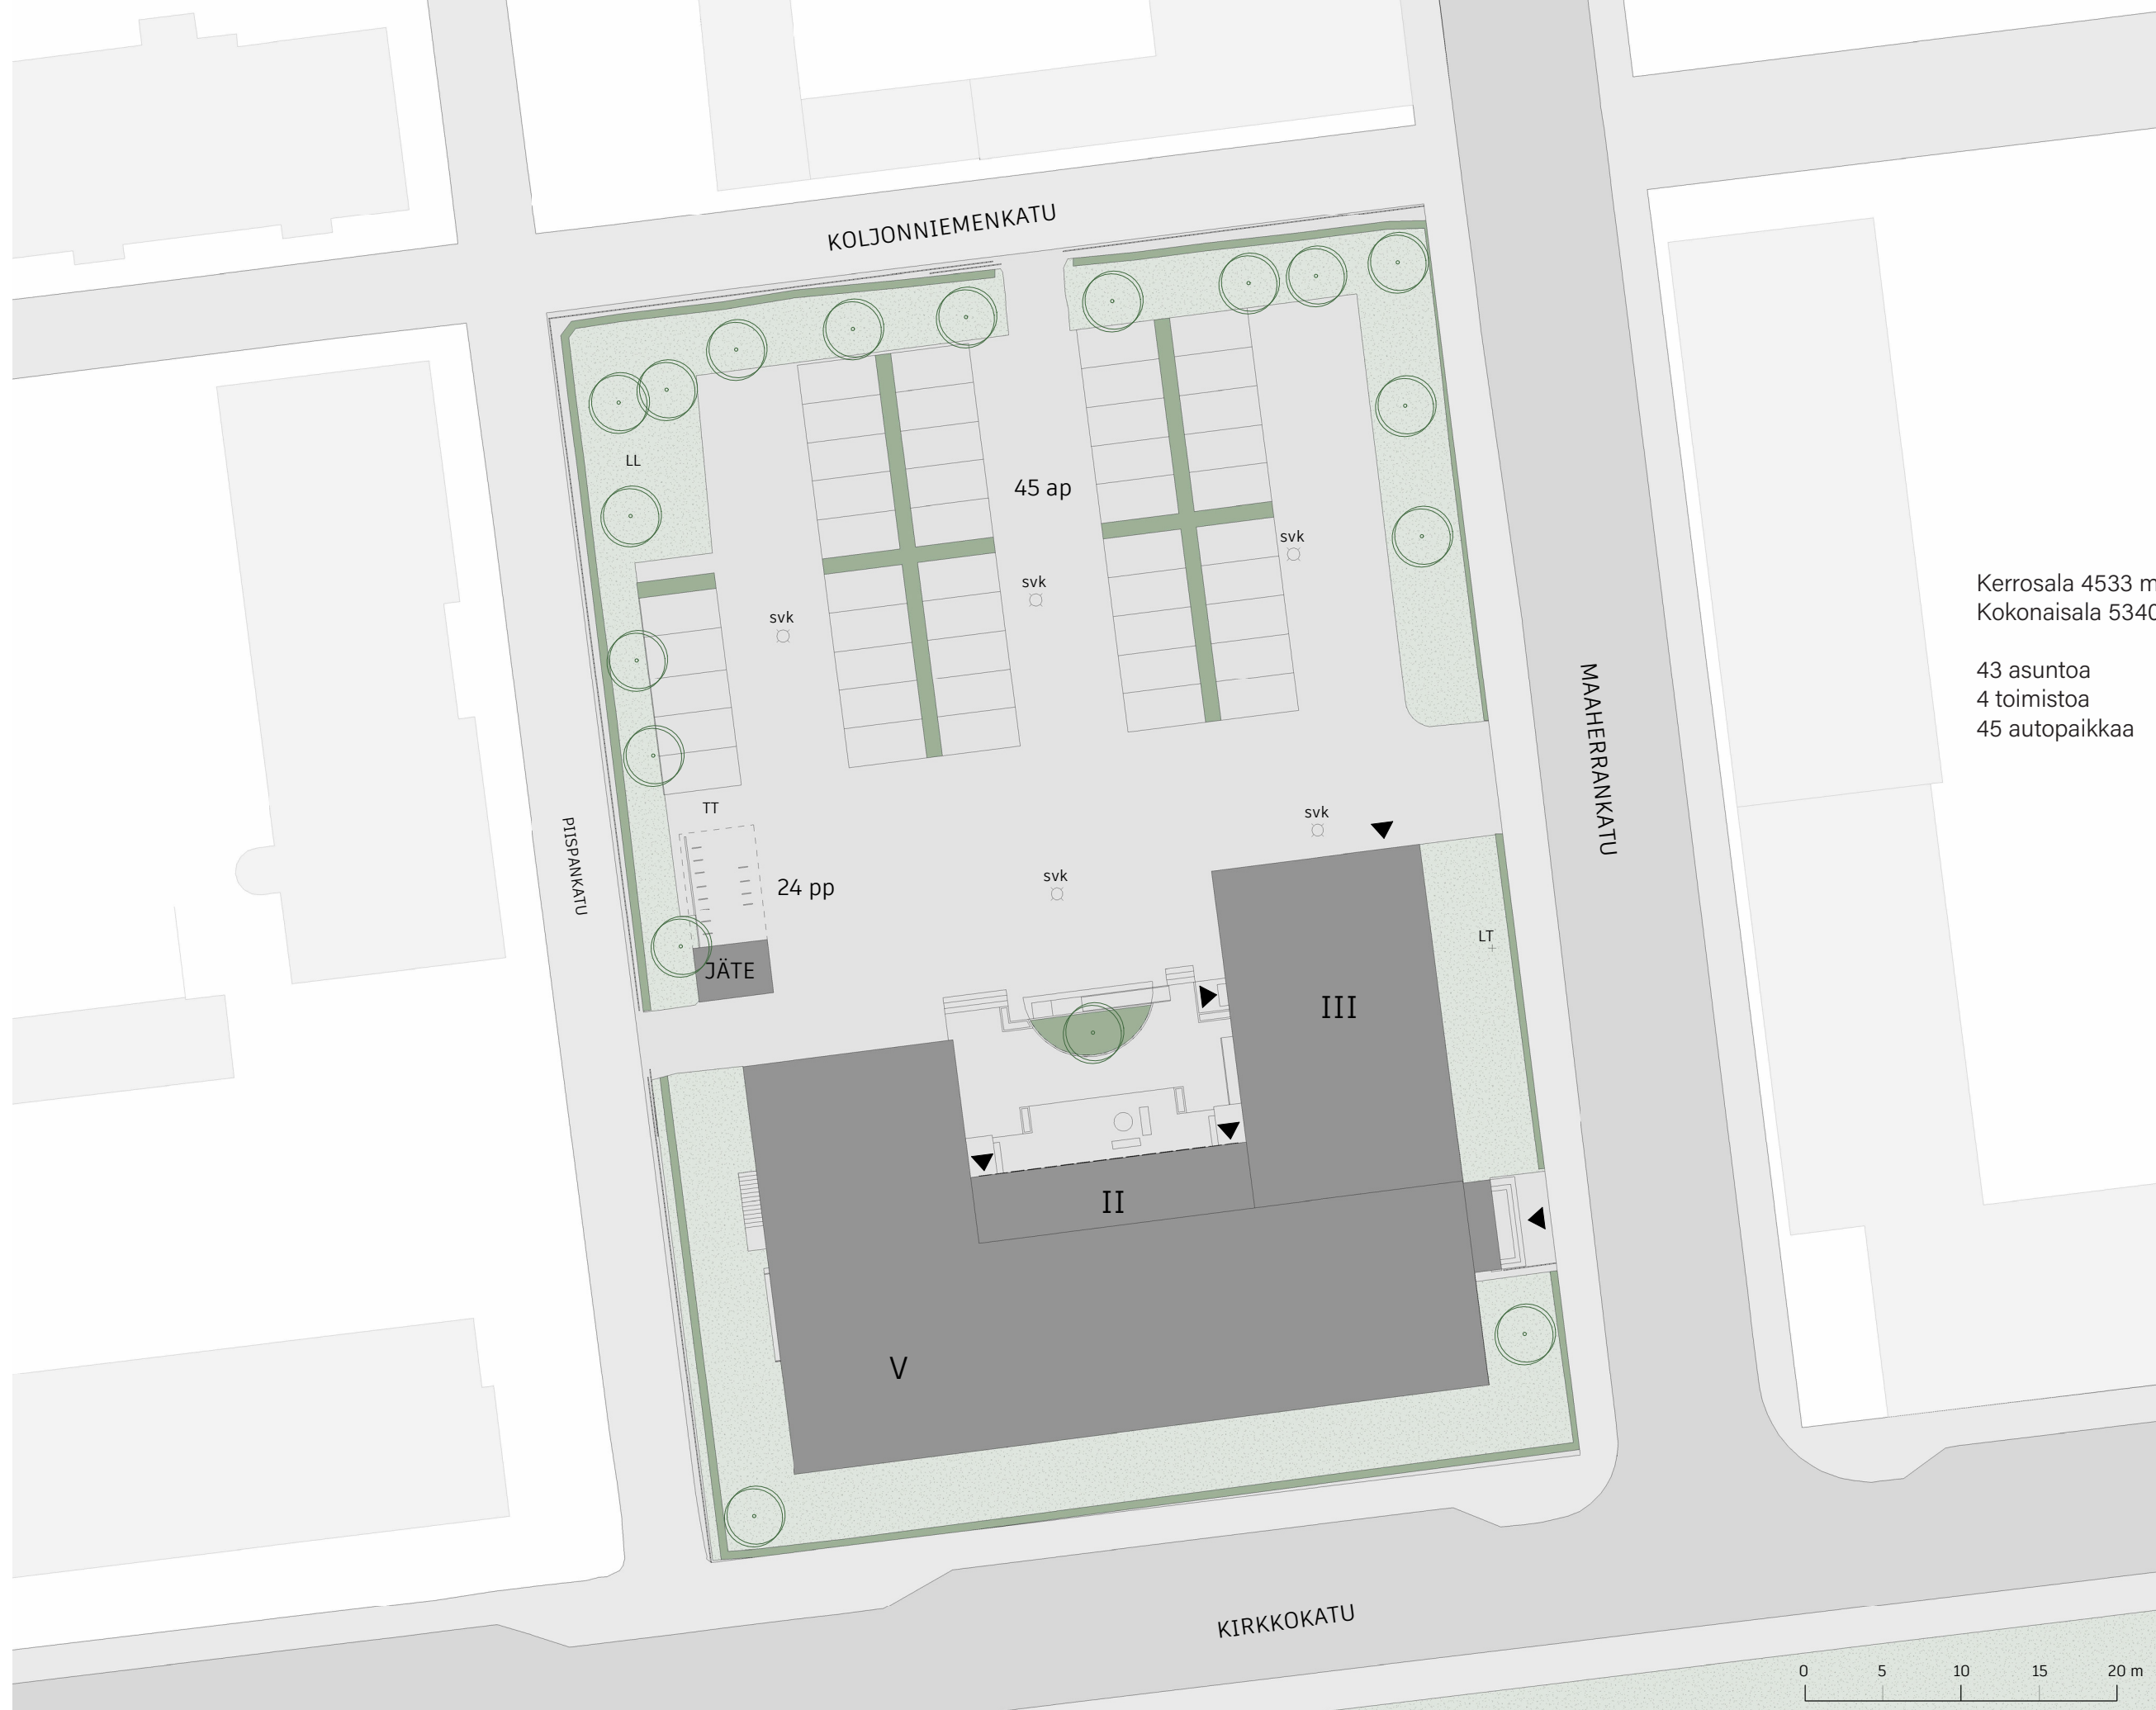 KOLJONNIEMENKATU
LL
45 ap
svk
svk
svk
Kerrosala 4533
Kokonaisala 5340
43 asuntoa
4 toimistoa
45 autopaikkaa
MAAHERRANKATU
TT
svk
PIISPANKATU
24 pp
svk
LT
JÄTE
III
II
V
KIRKKOKATU
0 5 10 15 20 m